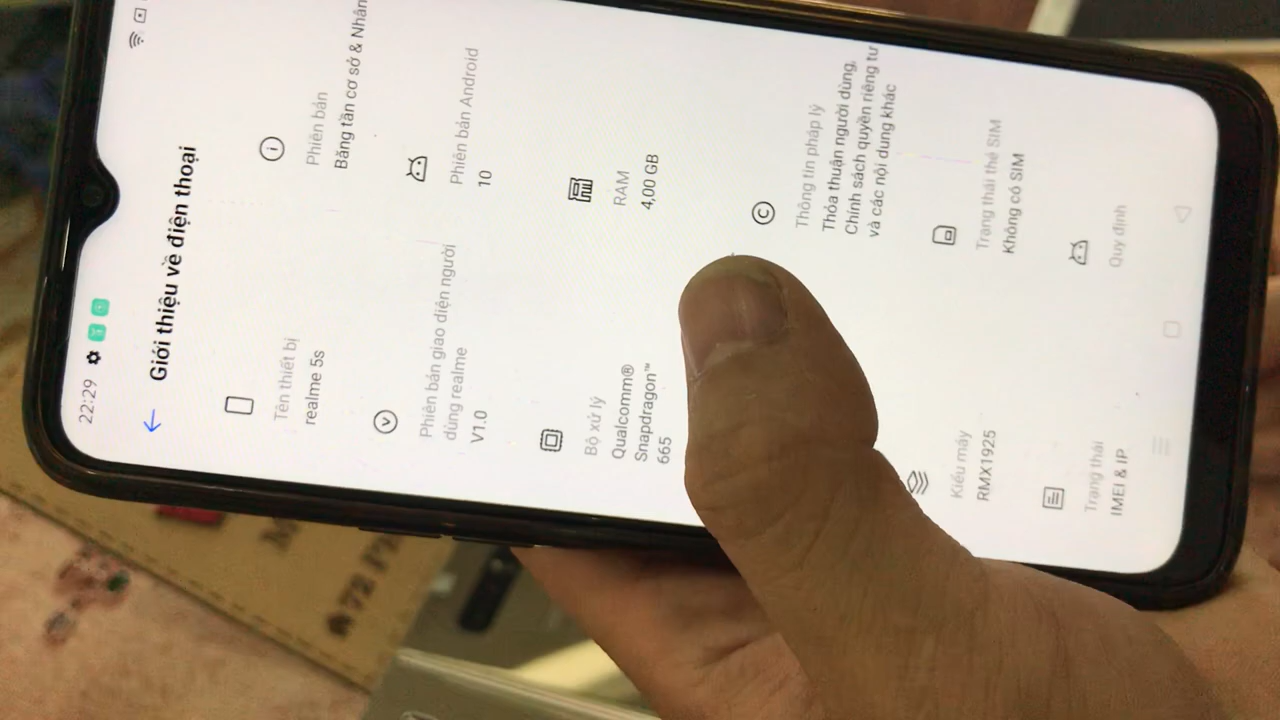 22:29
Giới thiệu về điện thoại
Tên thiết bị
realme 5s
Phiên bản
Băng tần cơ sở & Nhân
Phiên bản giao diện người
dùng realme
V1.0
Phiên bản Android
10
Bộ xử lý
Qualcomm®
Snapdragon™
665
RAM
4,00 GB
Thông tin pháp lý
Thỏa thuận người dùng,
Chính sách quyền riêng tư
và các nội dung khác
Kiểu máy
RMX1925
Trạng thái thẻ SIM
Không có SIM
Trạng thái
IMEI & IP
Quy định